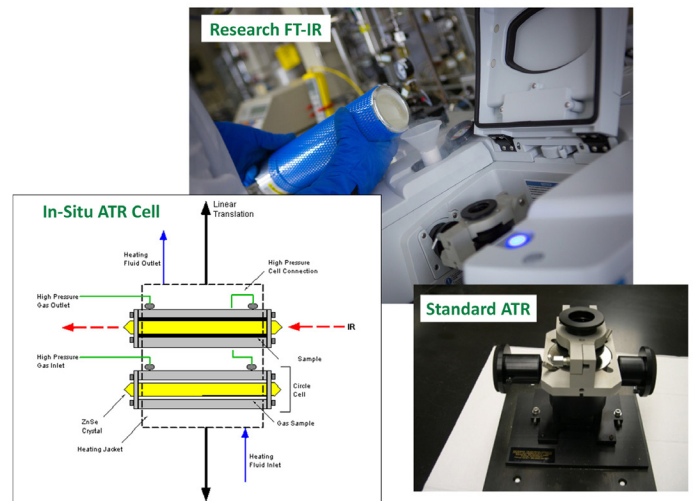 Research FT-IR
In-Situ ATR Cell
Linear
Translation
Heating
Fluid Outlet
High Pressure
Cell Connection
High Pressure
Gas Outlet
IR
High Pressure
Gas Inlet
Sample
Circle
Cell
ZnSe
Crystal
Gas Sample
Heating Jacket
Heating
Fluid Inlet
Standard ATR